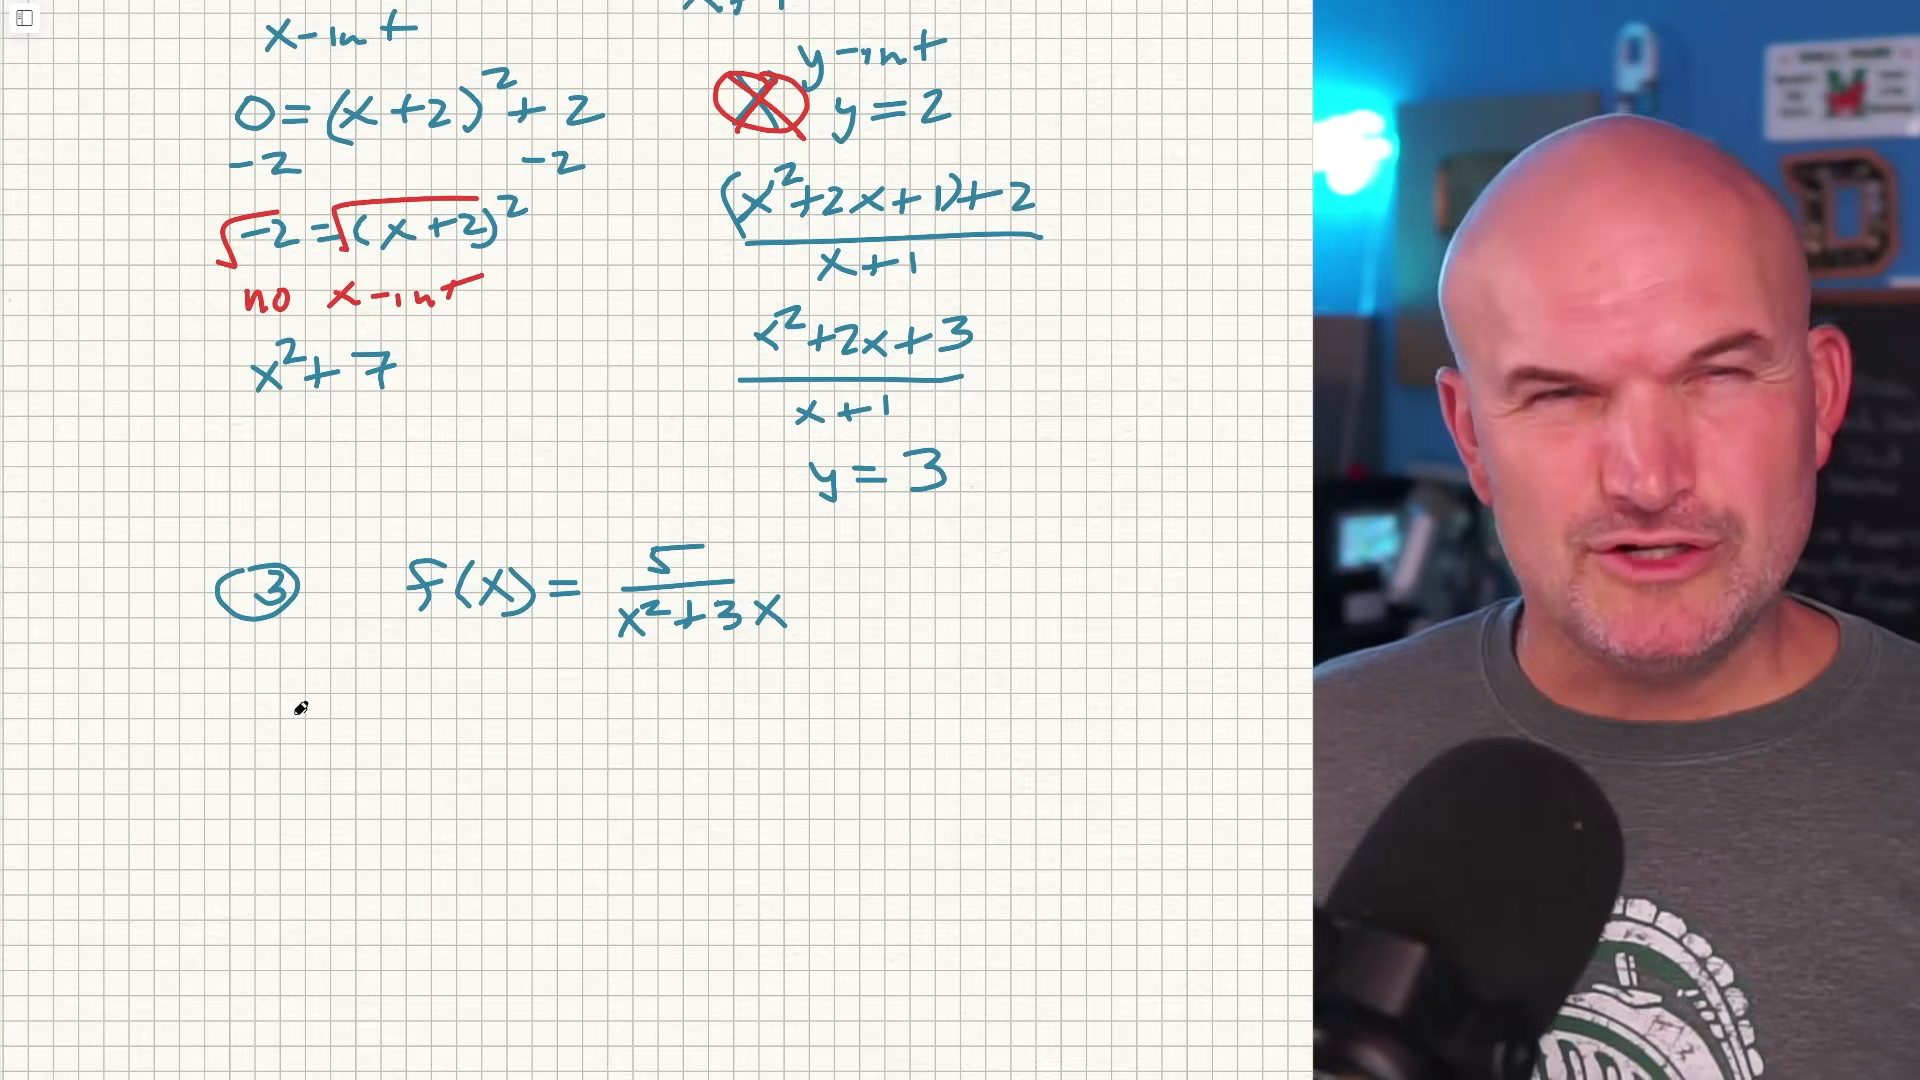 x-int
0 = (x+2)² + 2
-2 -2
√-2 = √(x+2)²
no x-int
x² + 7
y-int
y = 2
(x²+2x+1)+2
x+1
x²+2x+3
x+1
y = 3
③ f(x) = 5
x²+3x
D